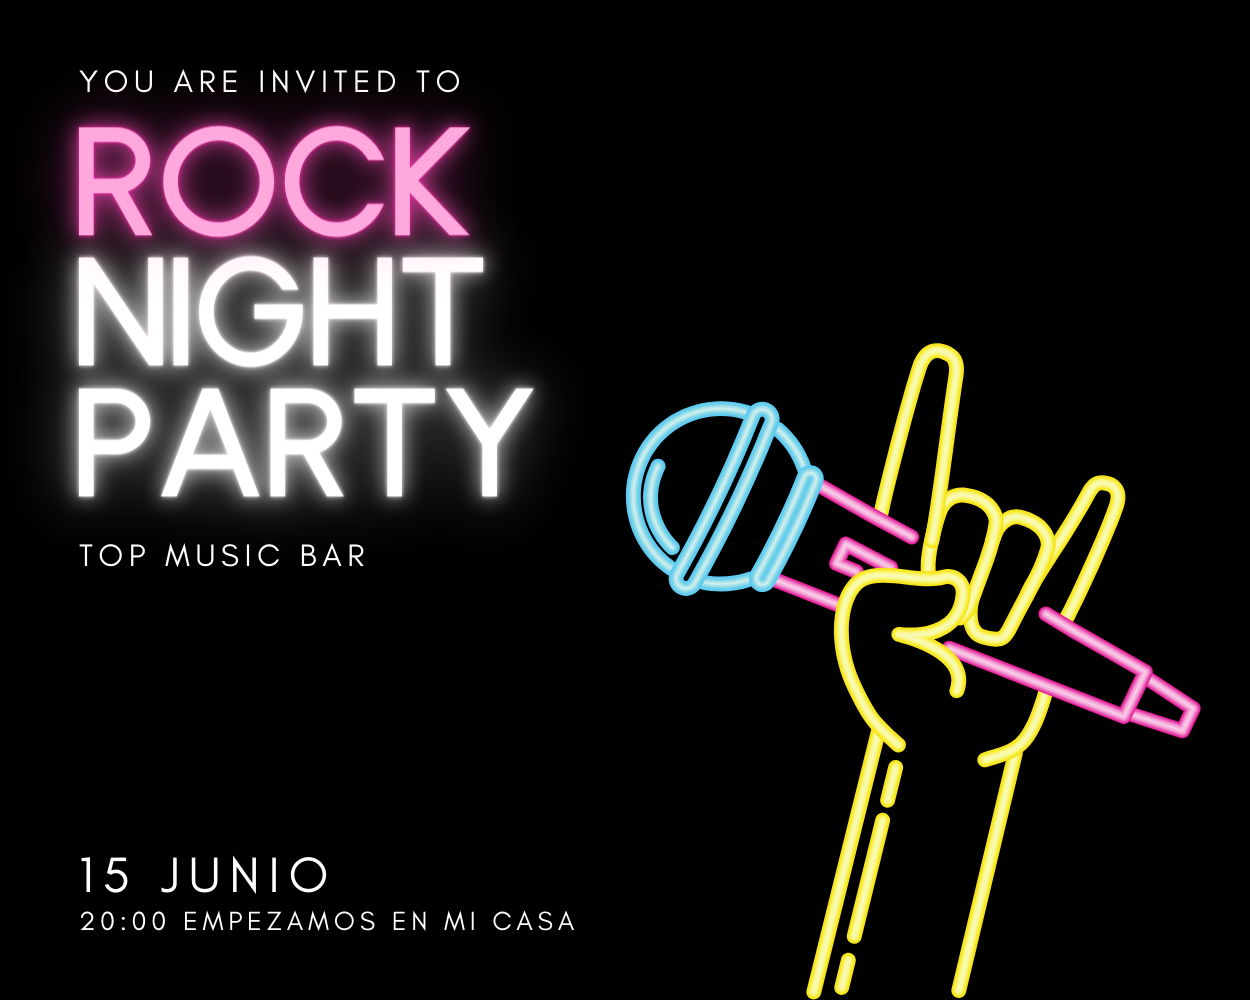 YOU ARE INVITED TO
ROCK
NIGHT
PARTY
TOP MUSIC BAR
15 JUNIO
20:00 EMPEZAMOS EN MI CASA